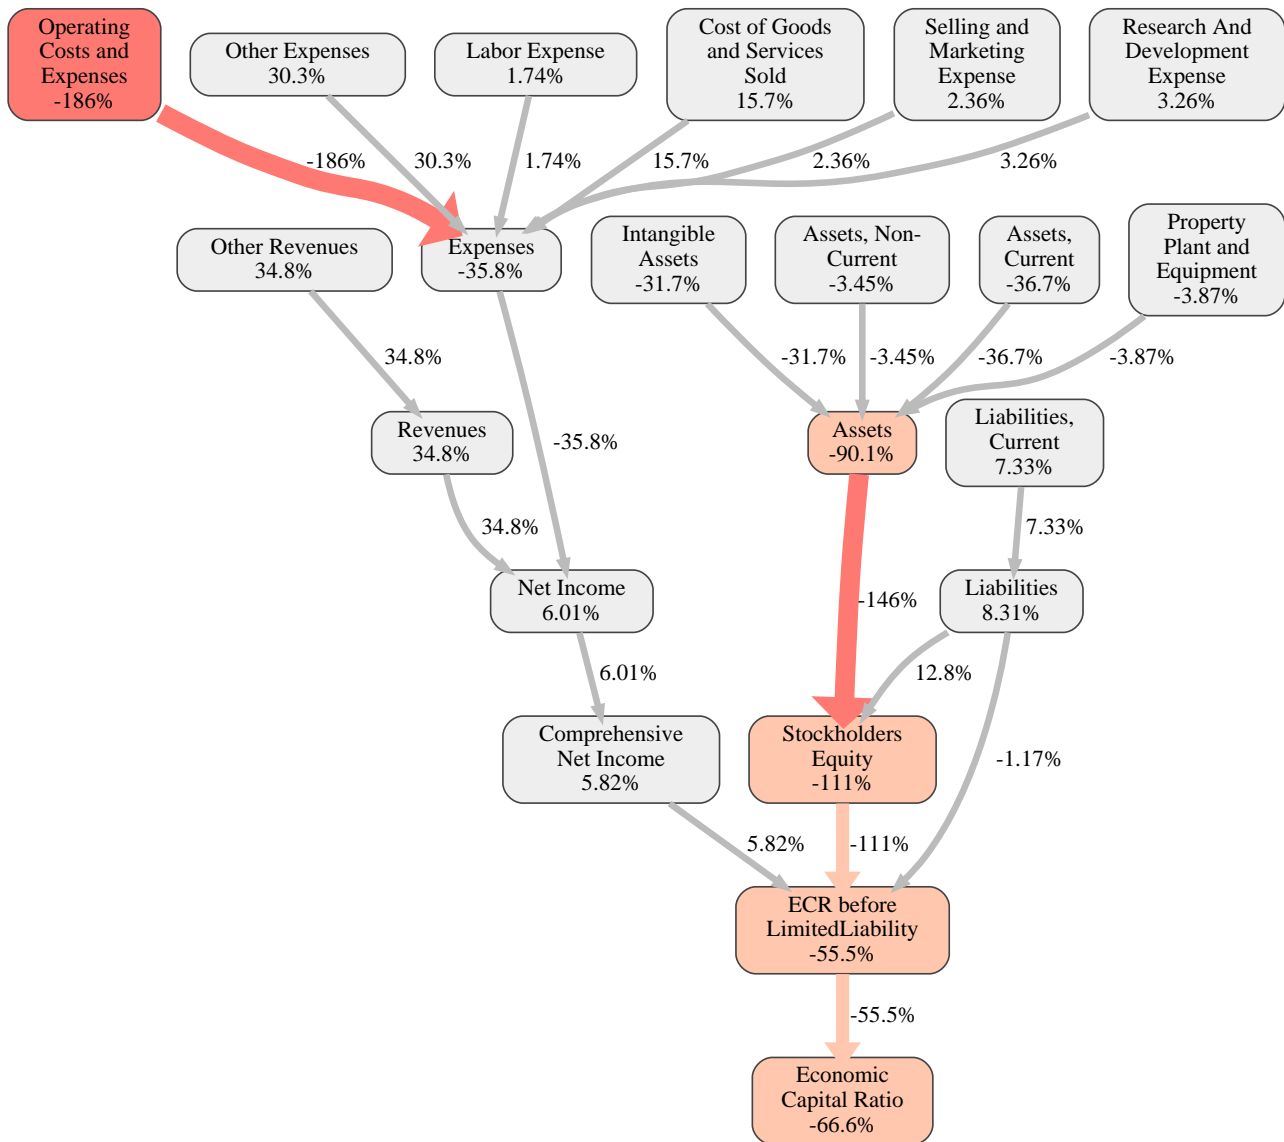 Operating
Costs and
Expenses
-186%
Other Expenses
30.3%
Labor Expense
1.74%
Cost of Goods
and Services
Sold
15.7%
Selling and
Marketing
Expense
2.36%
Research And
Development
Expense
3.26%
-186%
30.3%
1.74%
15.7%
2.36%
3.26%
Other Revenues
34.8%
Expenses
-35.8%
Intangible
Assets
-31.7%
Assets, Non-
Current
-3.45%
Assets,
Current
-36.7%
Property
Plant and
Equipment
-3.87%
34.8%
-31.7%
-3.45%
-36.7%
-3.87%
Revenues
34.8%
-35.8%
Assets
-90.1%
Liabilities,
Current
7.33%
34.8%
7.33%
Net Income
6.01%
-146%
Liabilities
8.31%
6.01%
12.8%
Comprehensive
Net Income
5.82%
Stockholders
Equity
-111%
-1.17%
5.82%
-111%
ECR before
LimitedLiability
-55.5%
-55.5%
Economic
Capital Ratio
-66.6%